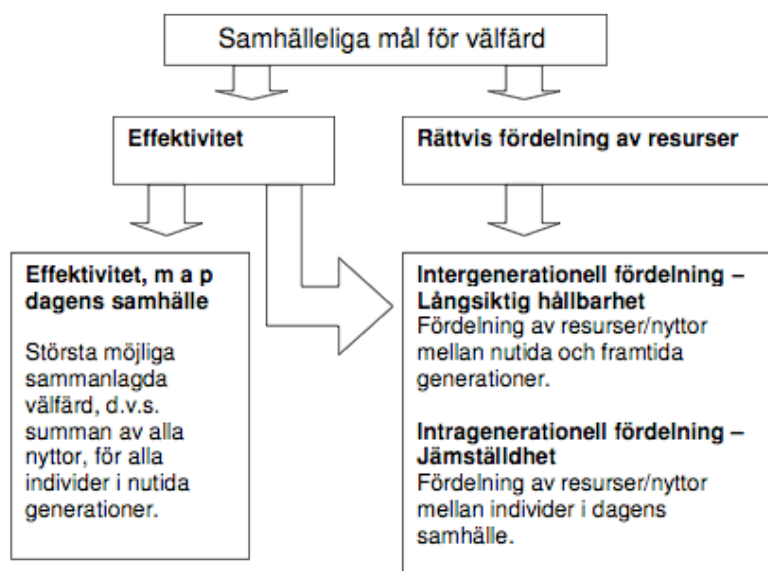 Samhälleliga mål för välfärd
Effektivitet
Rättvis fördelning av resurser
Effektivitet, m a p
dagens samhälle
Största möjliga
sammanlagda
välfärd, d.v.s.
summan av alla
nyttor, för alla
individer i nutida
generationer.
Intergenerationell fördelning –
Långsiktig hållbarhet
Fördelning av resurser/nyttor
mellan nutida och framtida
generationer.
Intragenerationell fördelning –
Jämställdhet
Fördelning av resurser/nyttor
mellan individer i dagens
samhälle.